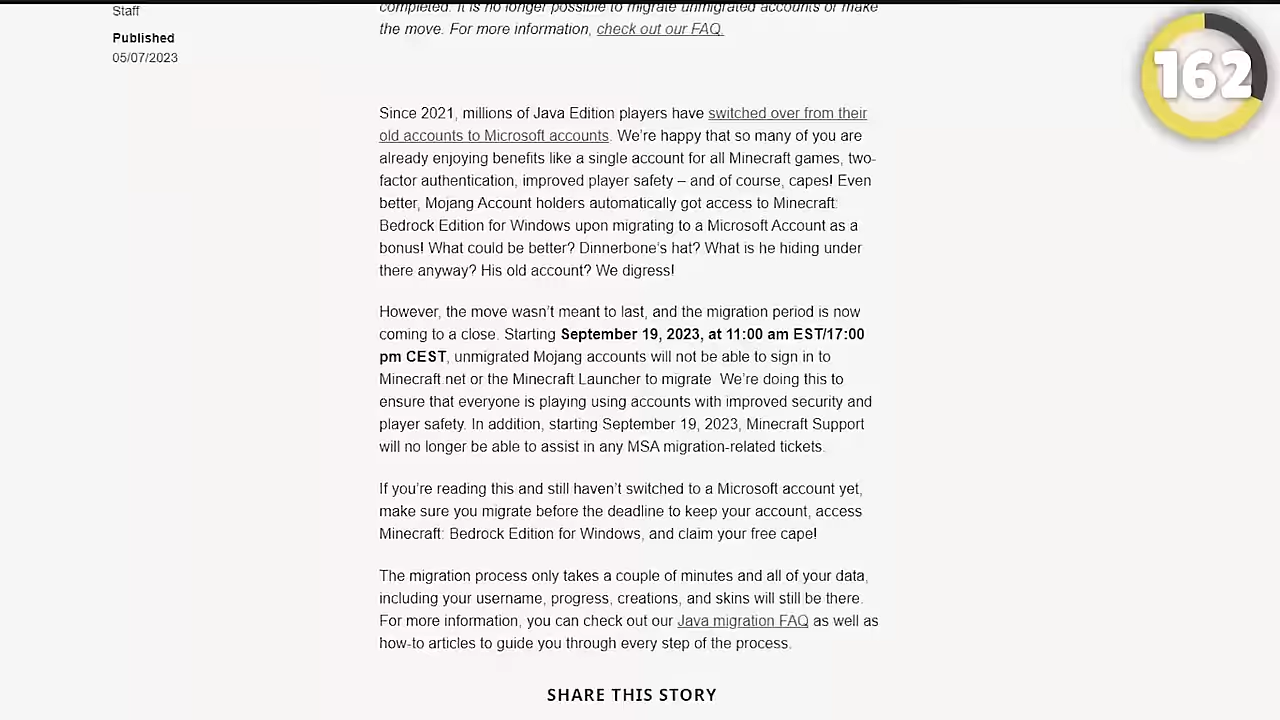 Staff
Published
05/07/2023
completed. It is no longer possible to migrate unmigrated accounts or make
the move. For more information, check out our FAQ.
162
Since 2021, millions of Java Edition players have switched over from their
old accounts to Microsoft accounts. We’re happy that so many of you are
already enjoying benefits like a single account for all Minecraft games, two-
factor authentication, improved player safety – and of course, capes! Even
better, Mojang Account holders automatically got access to Minecraft:
Bedrock Edition for Windows upon migrating to a Microsoft Account as a
bonus! What could be better? Dinnerbone’s hat? What is he hiding under
there anyway? His old account? We digress!
However, the move wasn’t meant to last, and the migration period is now
coming to a close. Starting September 19, 2023, at 11:00 am EST/17:00
pm CEST, unmigrated Mojang accounts will not be able to sign in to
Minecraft.net or the Minecraft Launcher to migrate  We’re doing this to
ensure that everyone is playing using accounts with improved security and
player safety. In addition, starting September 19, 2023, Minecraft Support
will no longer be able to assist in any MSA migration-related tickets.
If you’re reading this and still haven’t switched to a Microsoft account yet,
make sure you migrate before the deadline to keep your account, access
Minecraft: Bedrock Edition for Windows, and claim your free cape!
The migration process only takes a couple of minutes and all of your data,
including your username, progress, creations, and skins will still be there.
For more information, you can check out our Java migration FAQ as well as
how-to articles to guide you through every step of the process.
SHARE THIS STORY